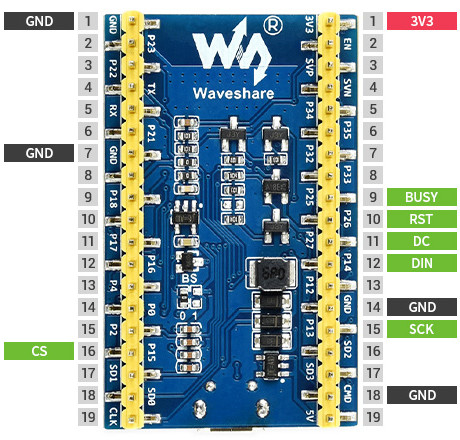 GND 1 GND P23 Waveshare ® 3V3 EN 1 3V3
2 P22 SVP 2
3 TX SVN 3
4 RX P34 4
5 P21 P35 5
6 GND P32 6
GND 7 P33 7
8 P18 P25 8
9 P26 9 BUSY
10 P17 P27 10 RST
11 P16 P14 11 DC
12 P4 P12 12 DIN
BS
13 P0 GND 13
0 1
14 P2 P13 14 GND
15 P15 SD2 15 SCK
CS 16 SD1 SD3 16
680
17 SD0 CMD 17
18 CLK 5V 18 GND
19 19